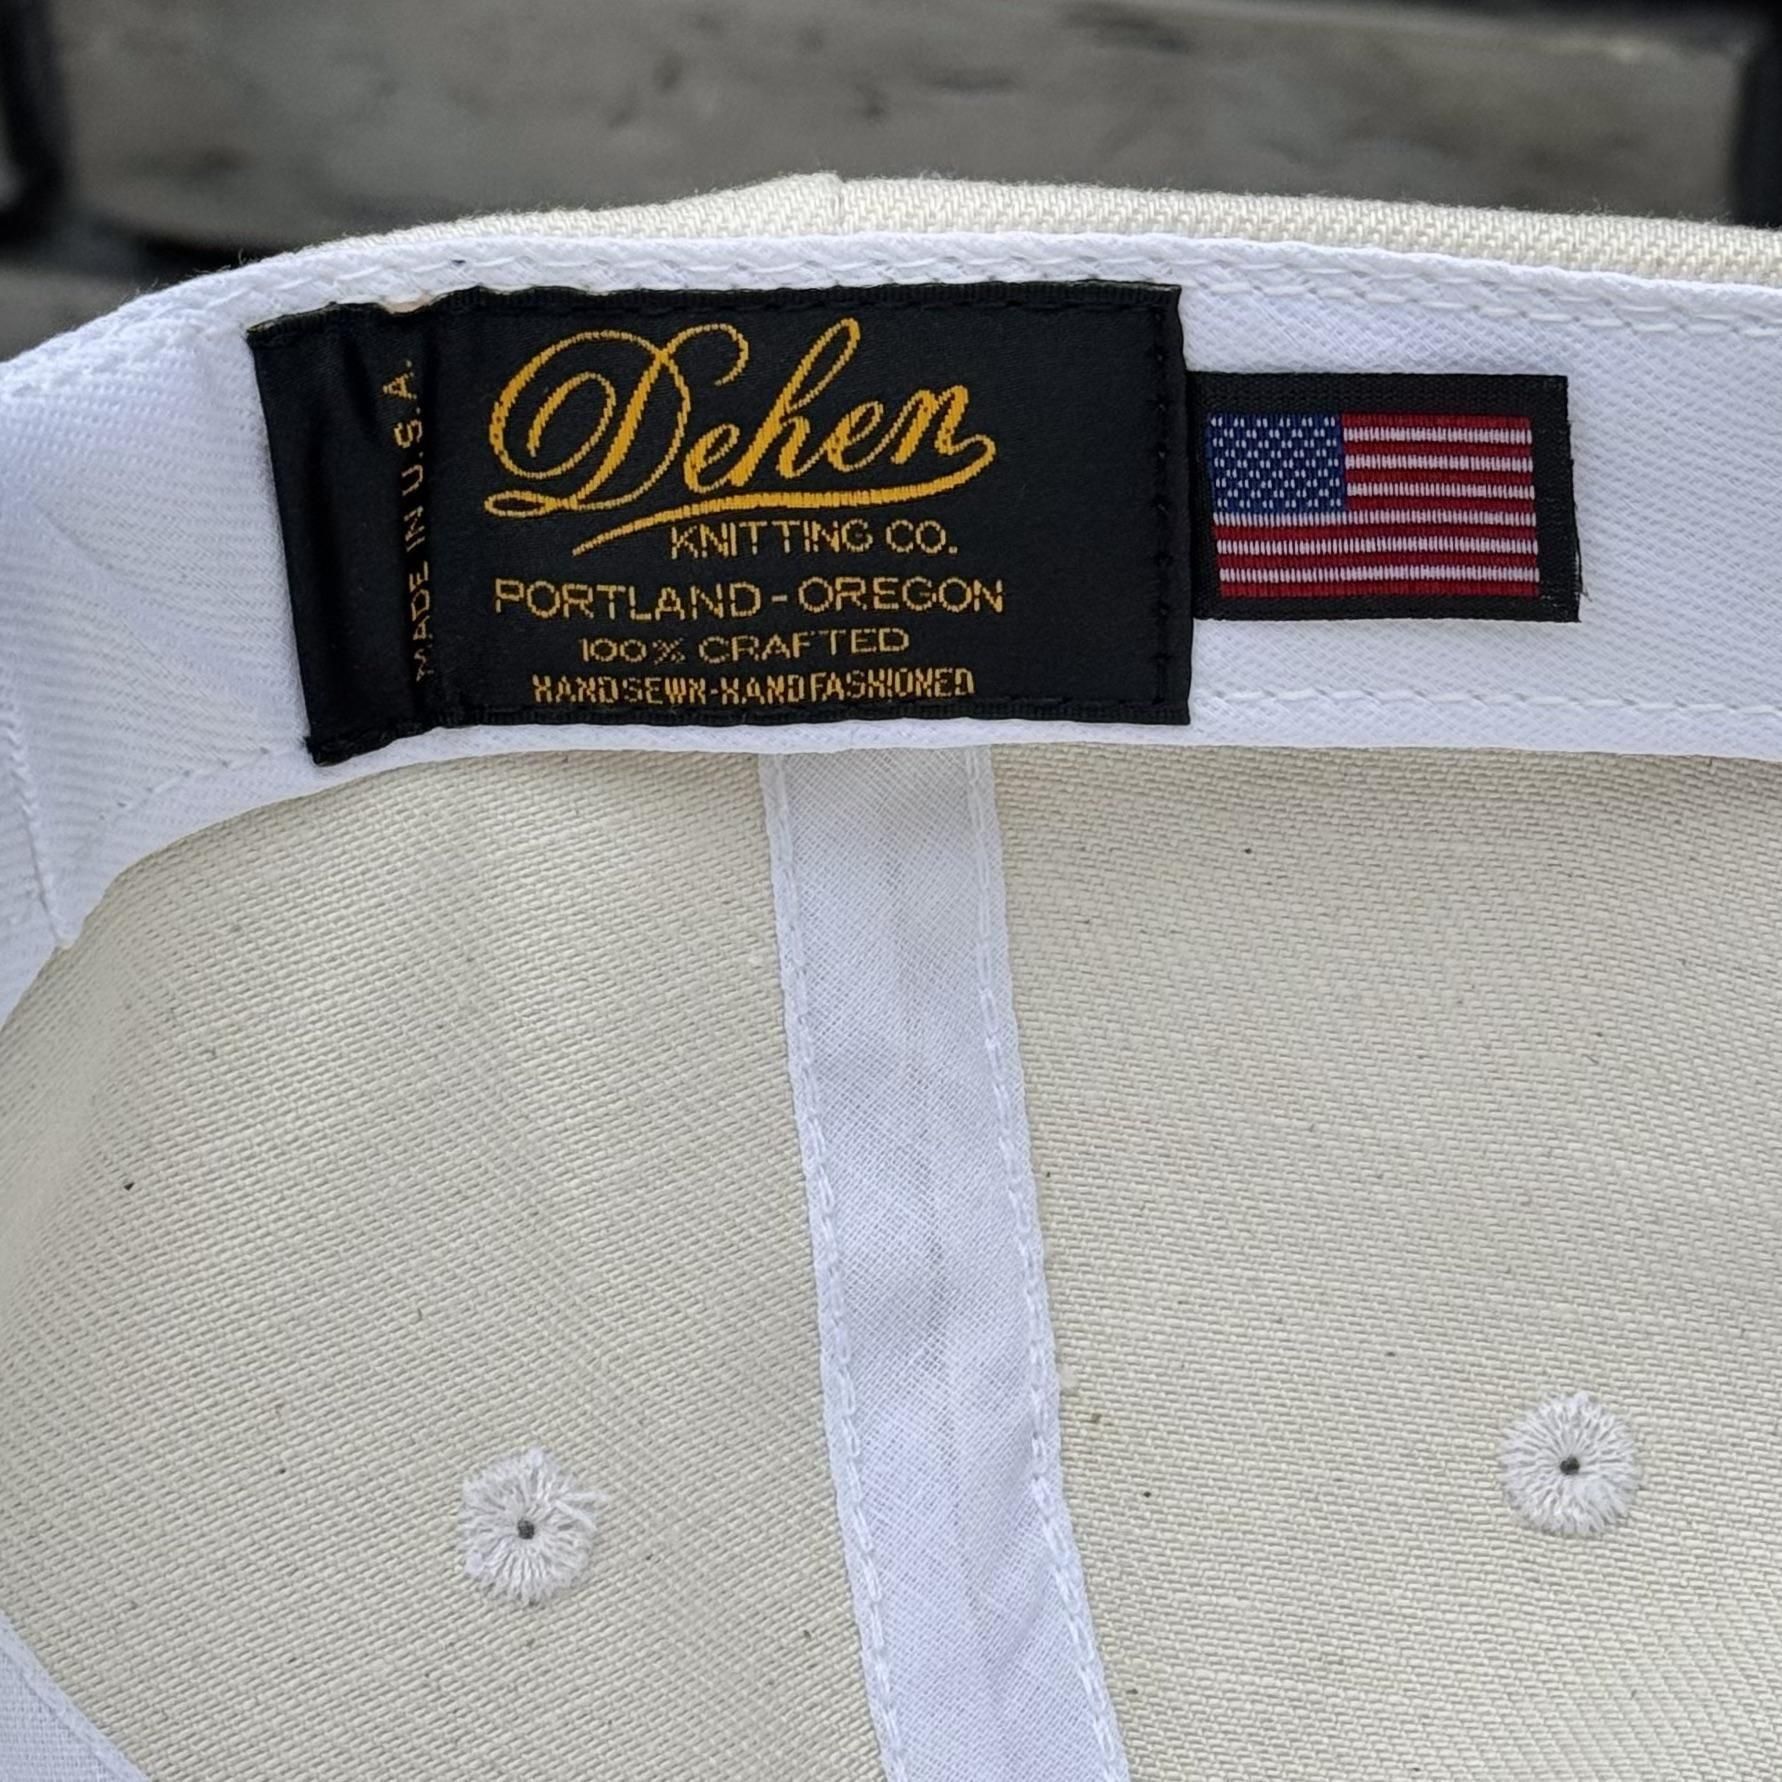 MADE IN U.S.A.
Dehen
KNITTING CO.
PORTLAND-OREGON
100% CRAFTED
HANDSEWN-HANDFASHIONED